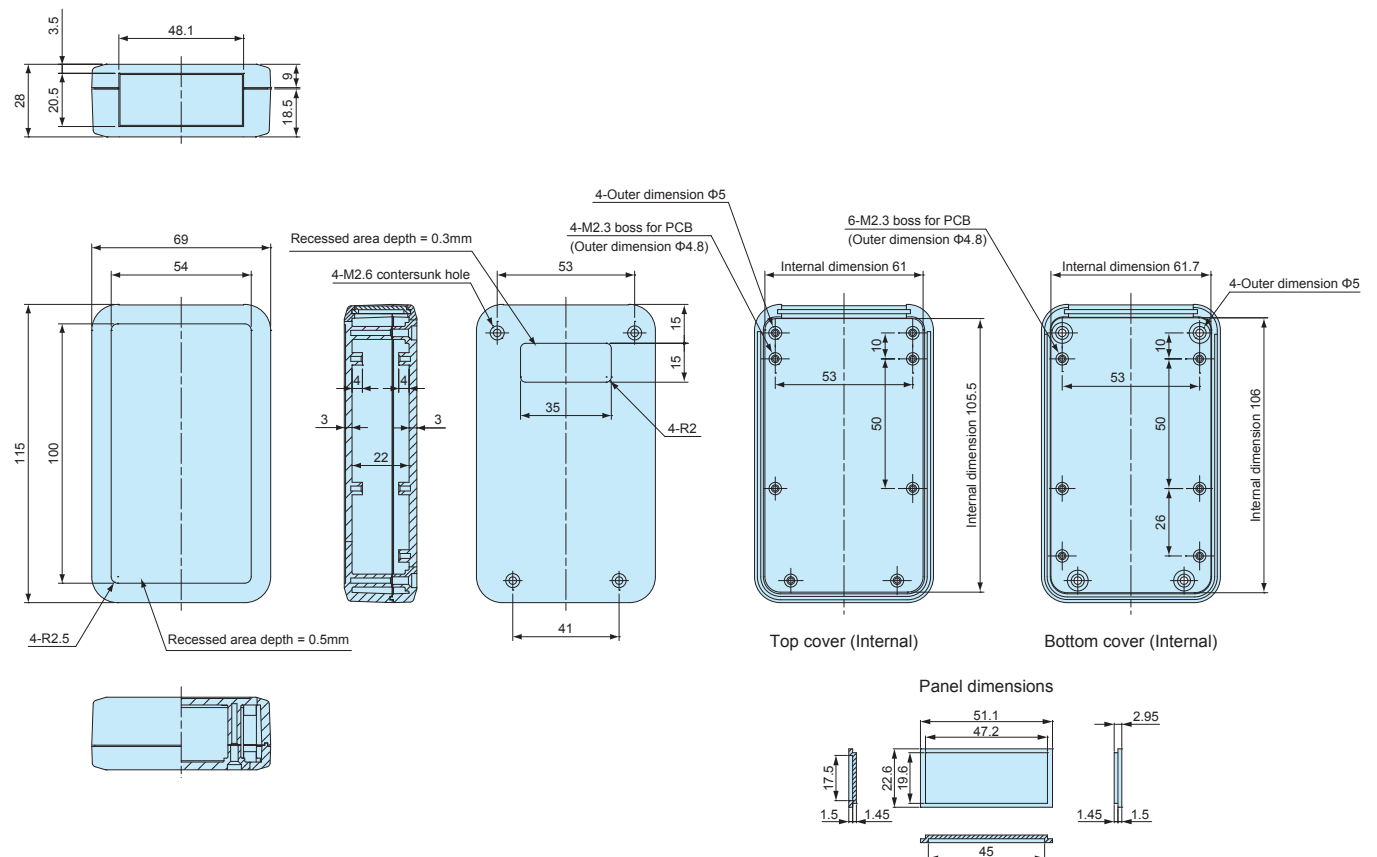 3.5
48.1
28
20.5
9
18.5
4-Outer dimension Φ5
4-M2.3 boss for PCB
(Outer dimension Φ4.8)
6-M2.3 boss for PCB
(Outer dimension Φ4.8)
69
54
Recessed area depth = 0.3mm
4-M2.6 contersunk hole
53
Internal dimension 61
Internal dimension 61.7
4-Outer dimension Φ5
115
100
4
4
3
3
22
15
15
35
4-R2
10
53
50
Internal dimension 105.5
10
53
50
26
Internal dimension 106
4-R2.5
Recessed area depth = 0.5mm
41
Top cover (Internal)
Bottom cover (Internal)
Panel dimensions
51.1
47.2
2.95
17.5
22.6
19.6
1.5
1.45
1.45
1.5
45